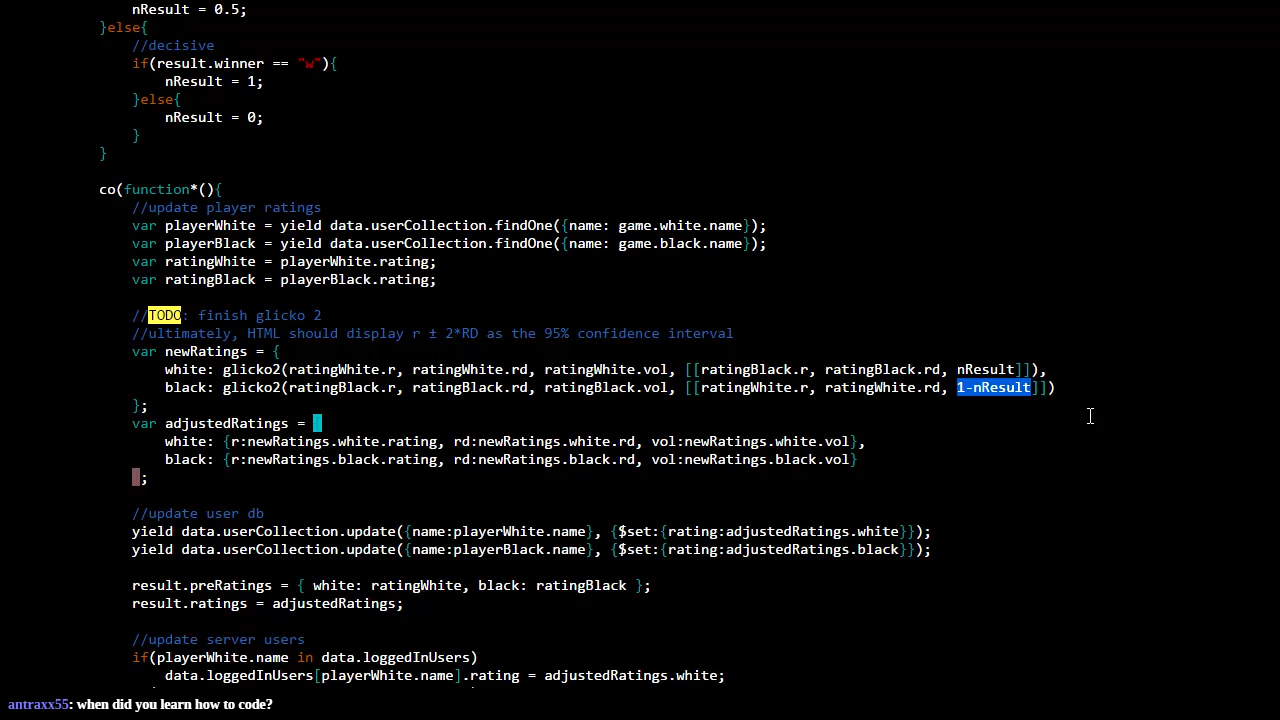 nResult = 0.5;
}else{
//decisive
if(result.winner == "w"){
nResult = 1;
}else{
nResult = 0;
}
}
co(function*(){
//update player ratings
var playerWhite = yield data.userCollection.findOne({name: game.white.name});
var playerBlack = yield data.userCollection.findOne({name: game.black.name});
var ratingWhite = playerWhite.rating;
var ratingBlack = playerBlack.rating;
//TODO: finish glicko 2
//ultimately, HTML should display r ± 2*RD as the 95% confidence interval
var newRatings = {
white: glicko2(ratingWhite.r, ratingWhite.rd, ratingWhite.vol, [[ratingBlack.r, ratingBlack.rd, nResult]]),
black: glicko2(ratingBlack.r, ratingBlack.rd, ratingBlack.vol, [[ratingWhite.r, ratingWhite.rd, 1-nResult]])
};
var adjustedRatings = {
white: {r:newRatings.white.rating, rd:newRatings.white.rd, vol:newRatings.white.vol},
black: {r:newRatings.black.rating, rd:newRatings.black.rd, vol:newRatings.black.vol}
};
//update user db
yield data.userCollection.update({name:playerWhite.name}, {$set:{rating:adjustedRatings.white}});
yield data.userCollection.update({name:playerBlack.name}, {$set:{rating:adjustedRatings.black}});
result.preRatings = { white: ratingWhite, black: ratingBlack };
result.ratings = adjustedRatings;
//update server users
if(playerWhite.name in data.loggedInUsers)
data.loggedInUsers[playerWhite.name].rating = adjustedRatings.white;
antraxx55: when did you learn how to code?